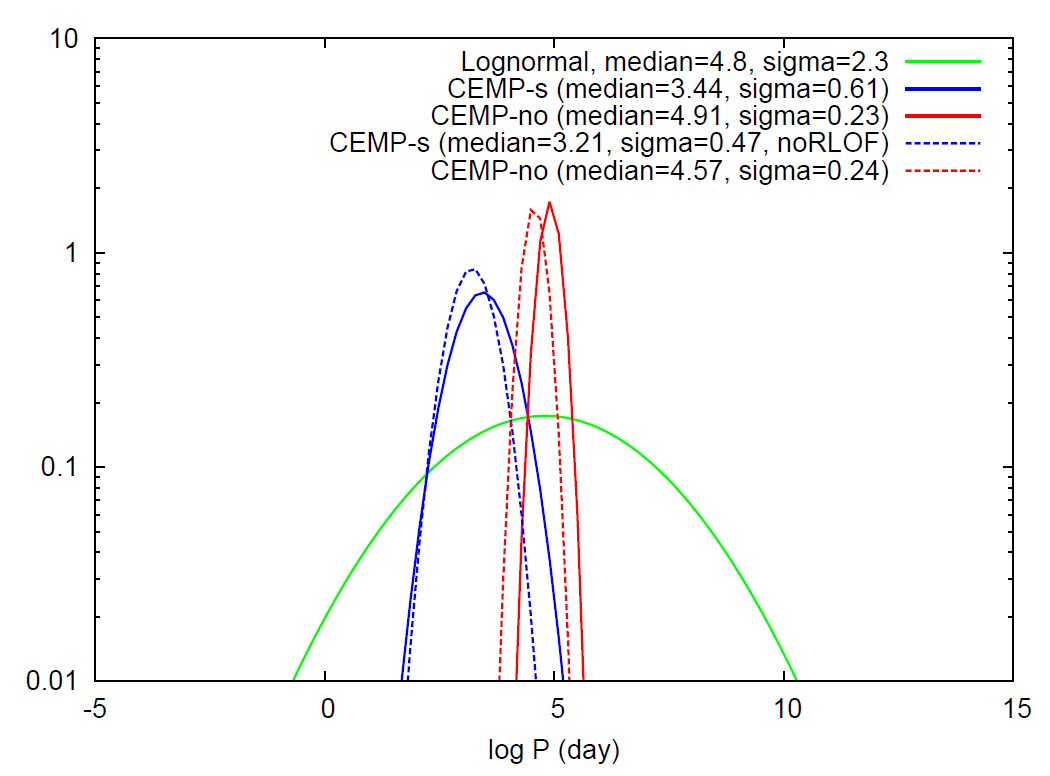 10
1
0.1
0.01
Lognormal, median=4.8, sigma=2.3
CEMP-s (median=3.44, sigma=0.61)
CEMP-no (median=4.91, sigma=0.23)
CEMP-s (median=3.21, sigma=0.47, noRLOF)
CEMP-no (median=4.57, sigma=0.24)
-5 0 5 10 15
log P (day)